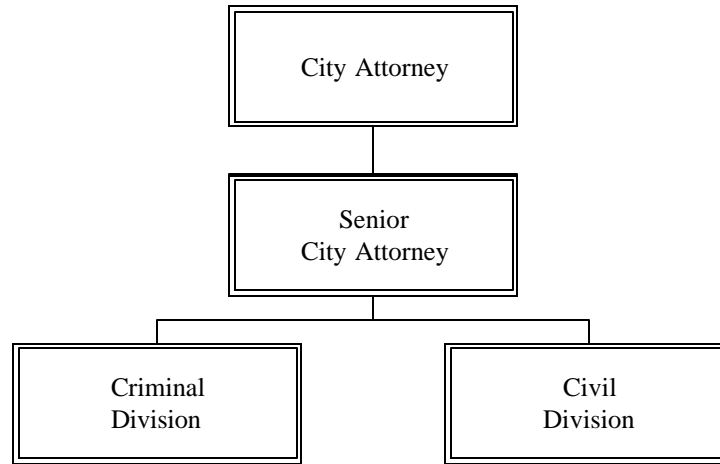 City Attorney
Senior
City Attorney
Criminal
Division
Civil
Division